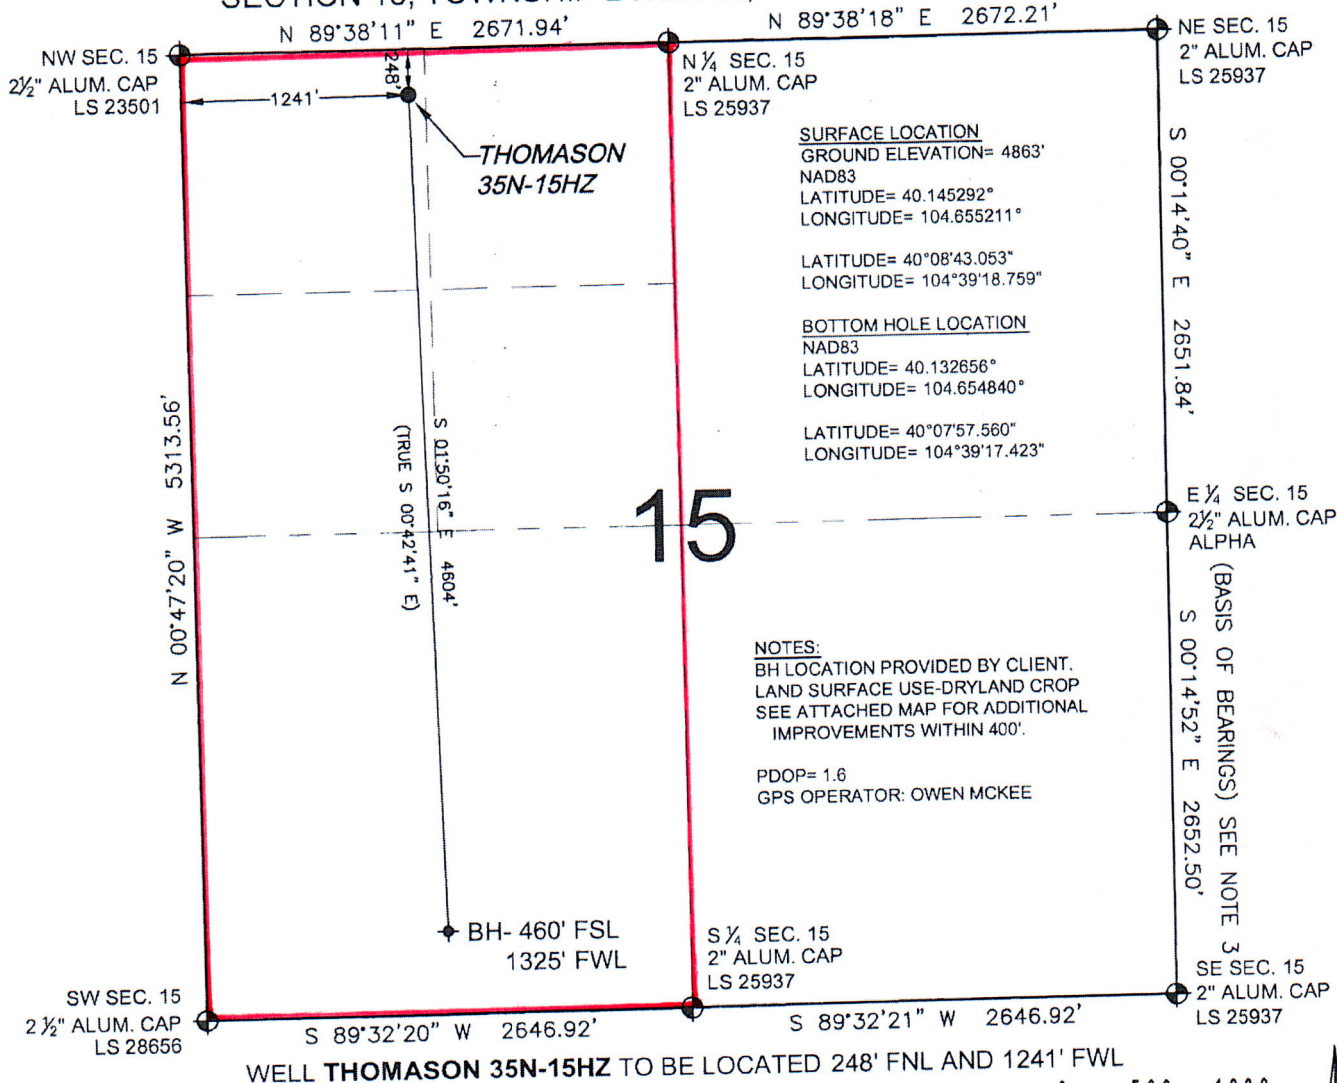 N 89°38'11" E 2671.94'
N 89°38'18" E 2672.21'
NW SEC. 15
2½" ALUM. CAP
LS 23501
N ¼ SEC. 15
2" ALUM. CAP
LS 25937
NE SEC. 15
2" ALUM. CAP
LS 25937
248'
1241'
THOMASON
35N-15HZ
SURFACE LOCATION
GROUND ELEVATION= 4863'
NAD83
LATITUDE= 40.145292°
LONGITUDE= 104.655211°
LATITUDE= 40°08'43.053"
LONGITUDE= 104°39'18.759"
BOTTOM HOLE LOCATION
NAD83
LATITUDE= 40.132656°
LONGITUDE= 104.654840°
LATITUDE= 40°07'57.560"
LONGITUDE= 104°39'17.423"
S 00°14'40" E 2651.84'
N 00°47'20" W 5313.56'
S 01°50'16" E 4604'
(TRUE S 00°42'41" E)
15
E ¼ SEC. 15
2½" ALUM. CAP
ALPHA
(BASIS OF BEARINGS) SEE NOTE 3
S 00°14'52" E 2652.50'
NOTES:
BH LOCATION PROVIDED BY CLIENT.
LAND SURFACE USE-DRYLAND CROP
SEE ATTACHED MAP FOR ADDITIONAL
IMPROVEMENTS WITHIN 400'.
PDOP= 1.6
GPS OPERATOR: OWEN MCKEE
BH- 460' FSL
1325' FWL
SW SEC. 15
2 ½" ALUM. CAP
LS 28656
S ¼ SEC. 15
2" ALUM. CAP
LS 25937
SE SEC. 15
2" ALUM. CAP
LS 25937
S 89°32'20" W 2646.92'
S 89°32'21" W 2646.92'
WELL THOMASON 35N-15HZ TO BE LOCATED 248' FNL AND 1241' FWL